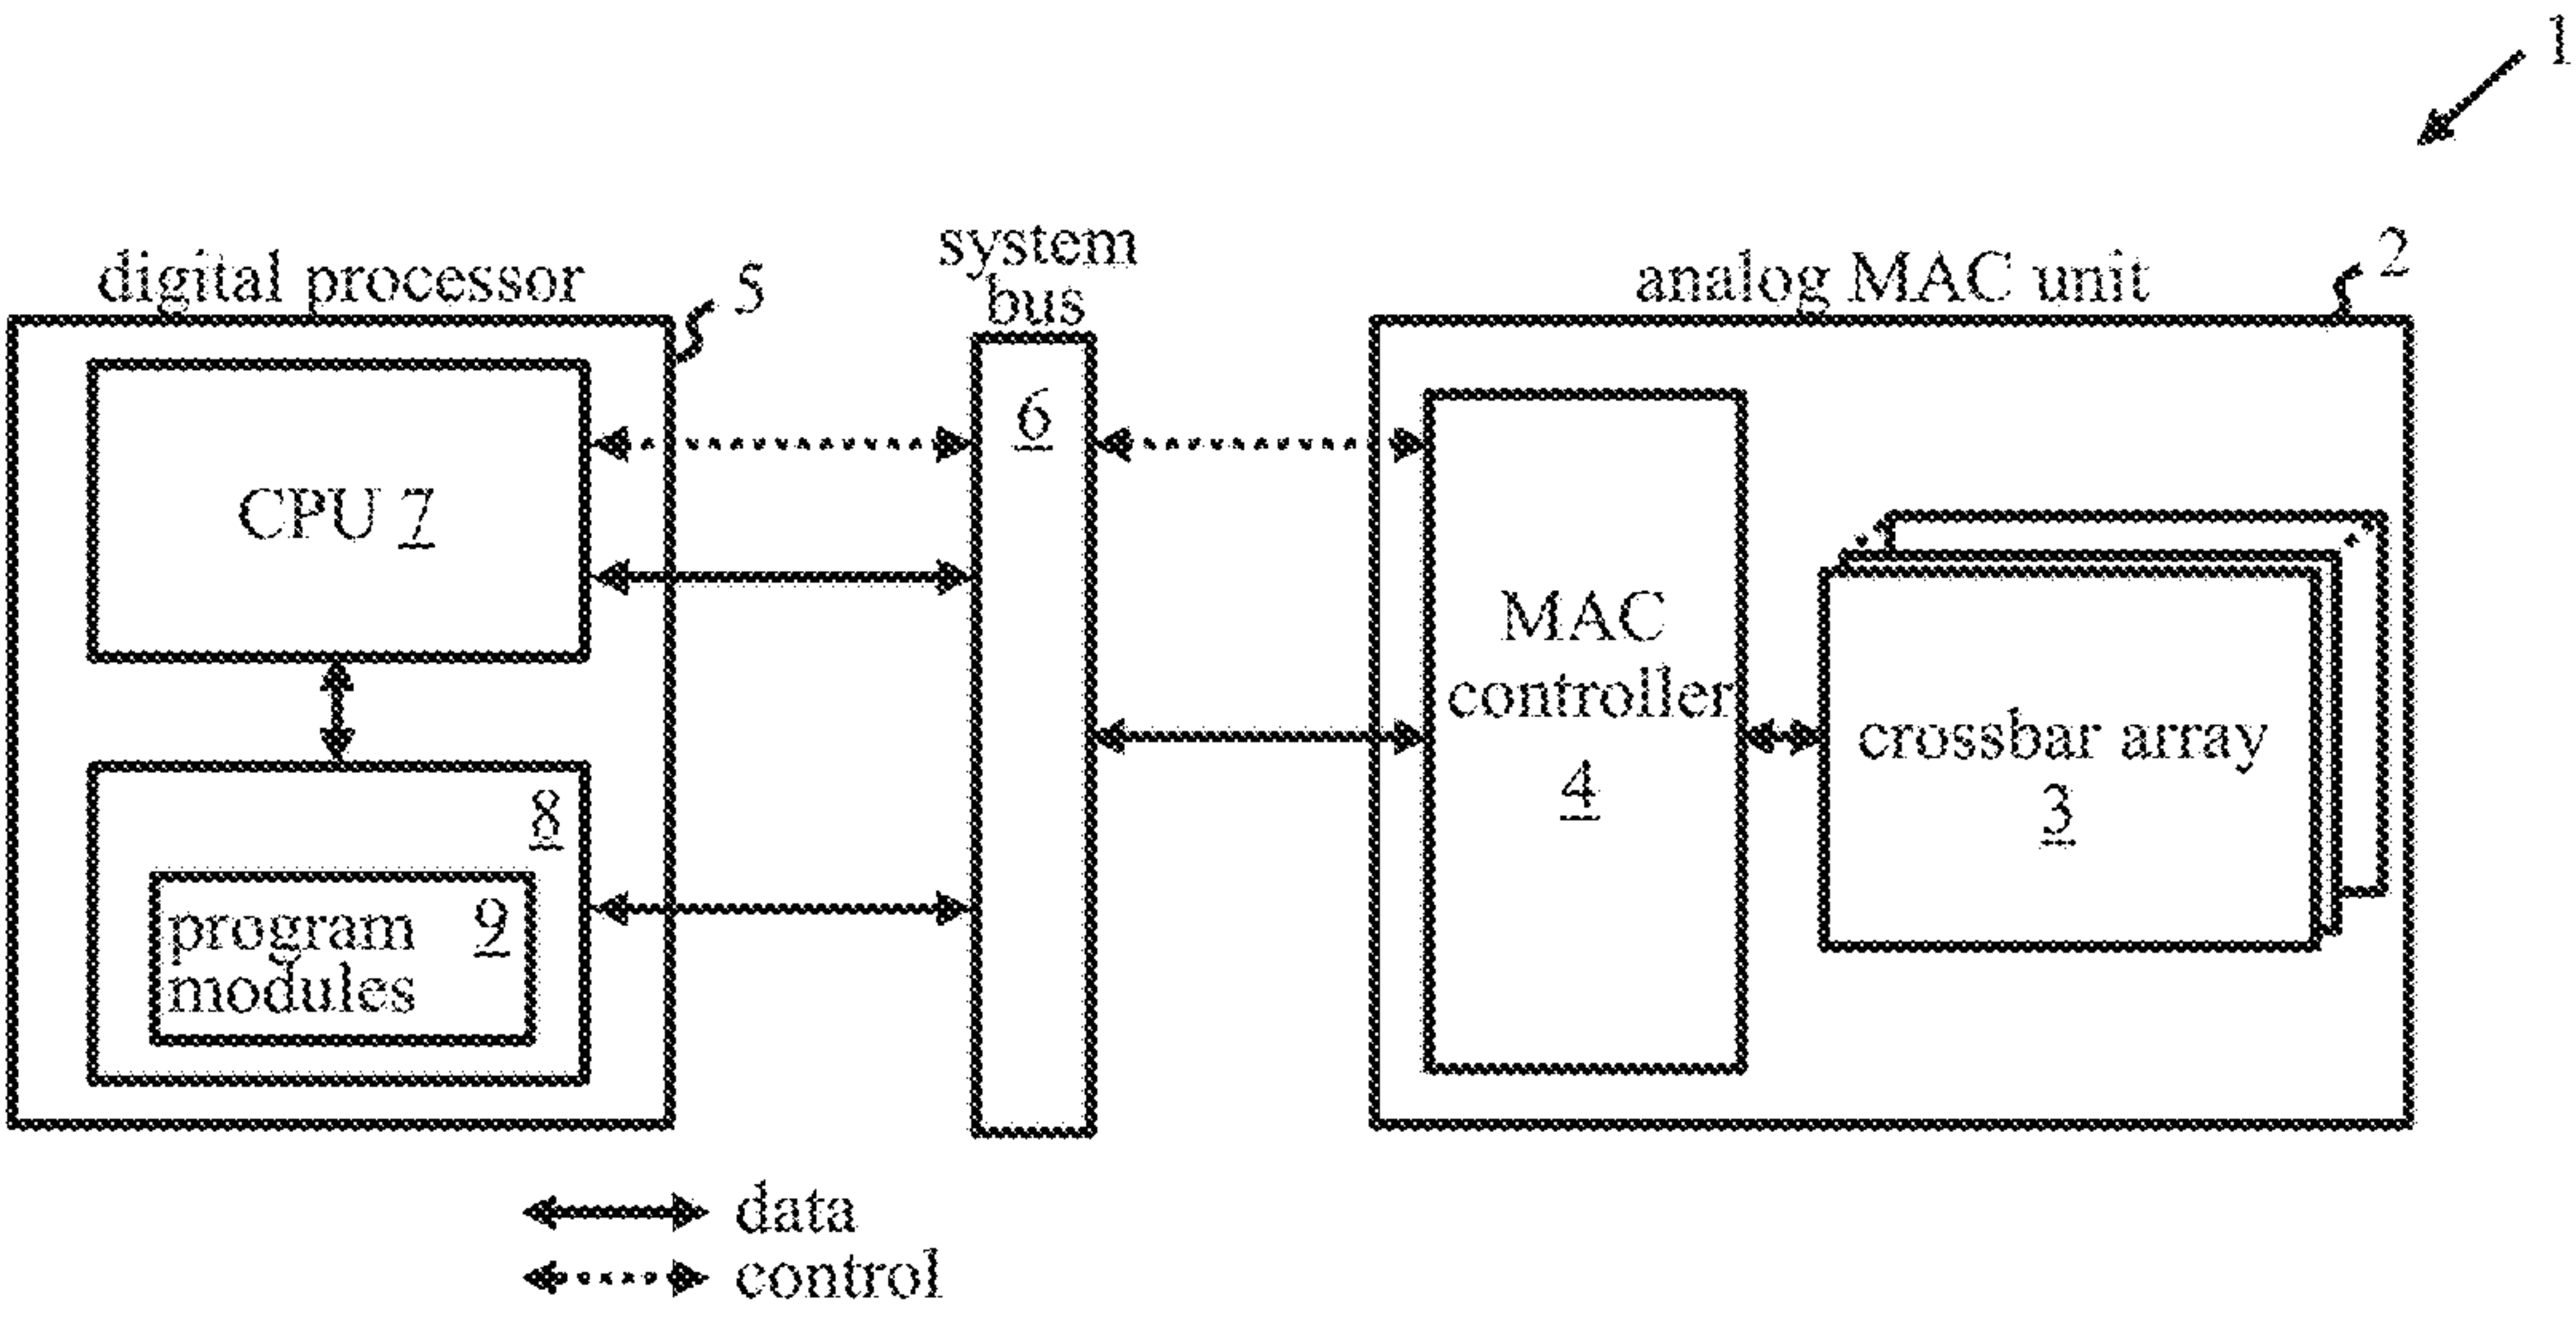 1
digital processor
5
system
bus
analog MAC unit
2
6
CPU 7
MAC
controller
4
crossbar array
3
8
program
modules
9
data
control